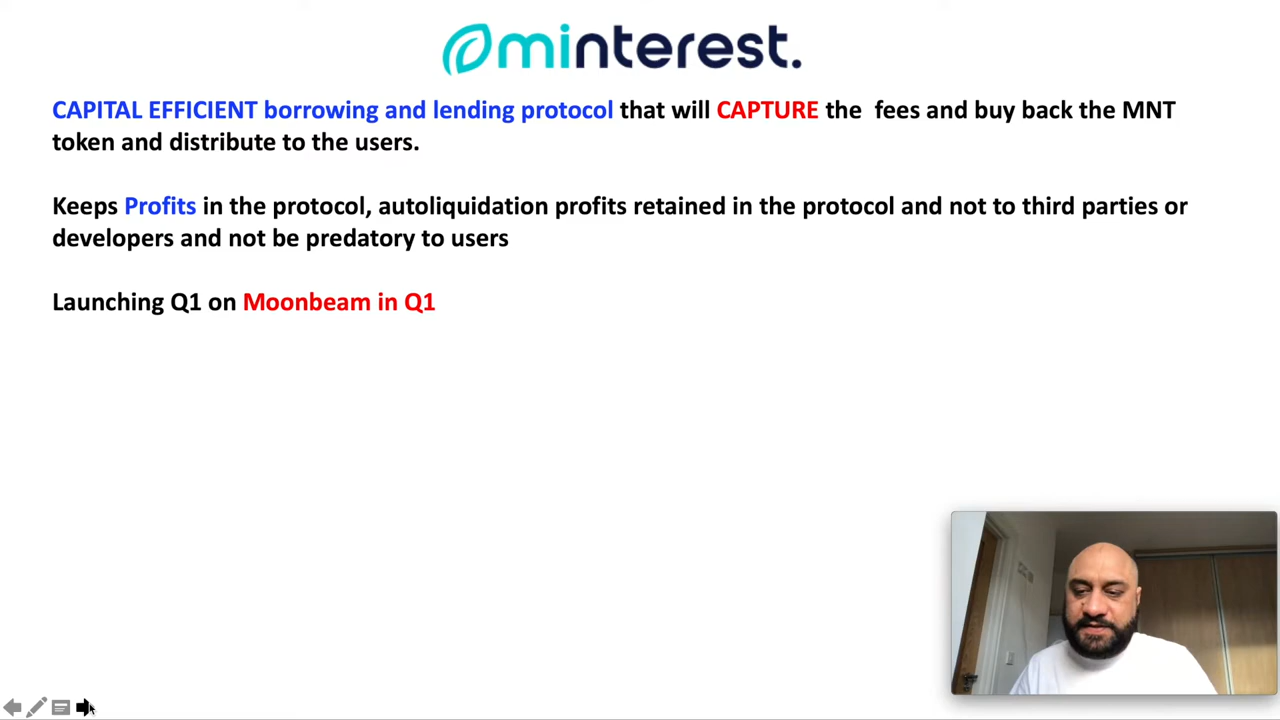 minterest.
CAPITAL EFFICIENT borrowing and lending protocol that will CAPTURE the  fees and buy back the MNT
token and distribute to the users.
Keeps Profits in the protocol, autoliquidation profits retained in the protocol and not to third parties or
developers and not be predatory to users
Launching Q1 on Moonbeam in Q1